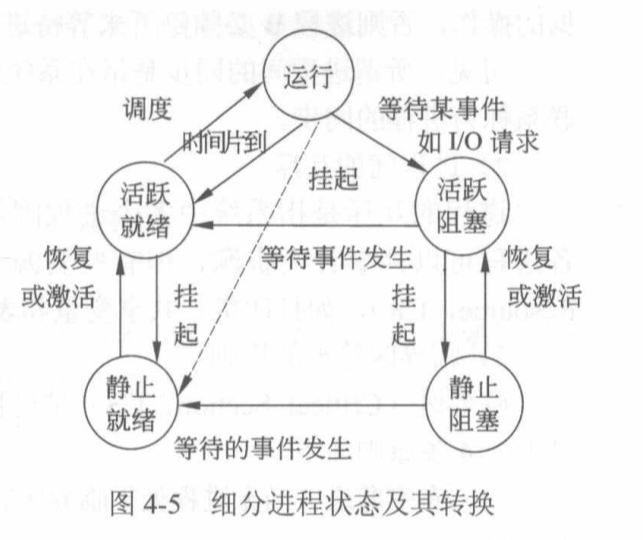 运行
调度
等待某事件
如 I/O 请求
时间片到
挂起
活跃
就绪
活跃
阻塞
等待事件发生
恢复
或激活
挂
起
挂
起
恢复
或激活
静止
就绪
静止
阻塞
等待的事件发生
图 4-5 细分进程状态及其转换